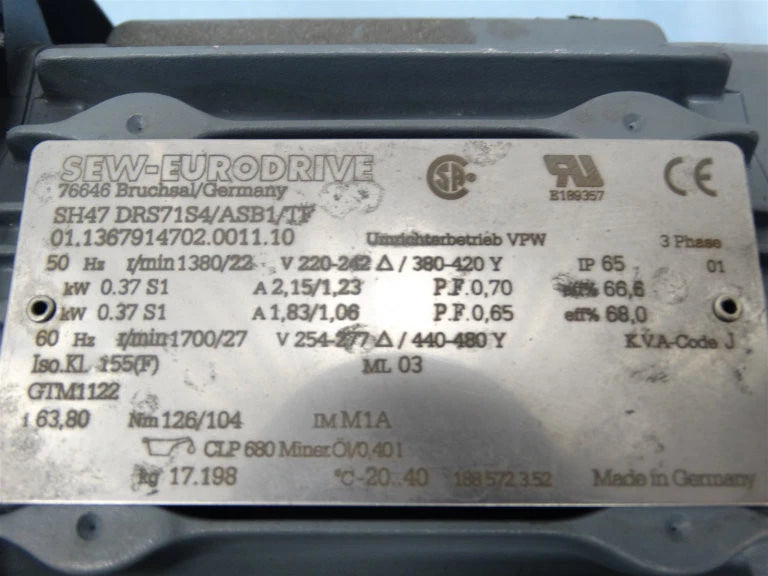 SEW-EURODRIVE
76646 Bruchsal/Germany
CSA
RU
E189357
CE
SH47 DRS71S4/ASB1/TF
01.1367914702.0011.10 Umrichterbetrieb VPW 3 Phase
50 Hz r/min 1380/22 V 220-242 Δ / 380-420 Y IP 65 01
kW 0.37 S1 A 2,15/1,23 P.F. 0,70 eff% 66,6
kW 0.37 S1 A 1,83/1,06 P.F. 0,65 eff% 68,0
60 Hz r/min 1700/27 V 254-277 Δ / 440-480 Y K.V.A-Code J
Iso.Kl. 155(F) ML 03
GTM1122
i 63,80 Nm 126/104 IM M1A
CLP 680 Miner.Öl/0,40 l
kg 17.198 °C -20..40 188 572 3.52 Made in Germany